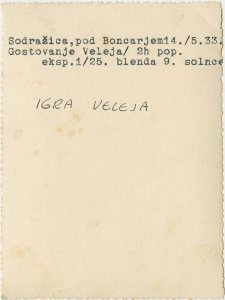 Sodražica,pod Boncarjem14./5.33.
Gostovanje Veleja/ 2h pop.
eksp.1/25. blenda 9. solnce
IGRA VELEJA